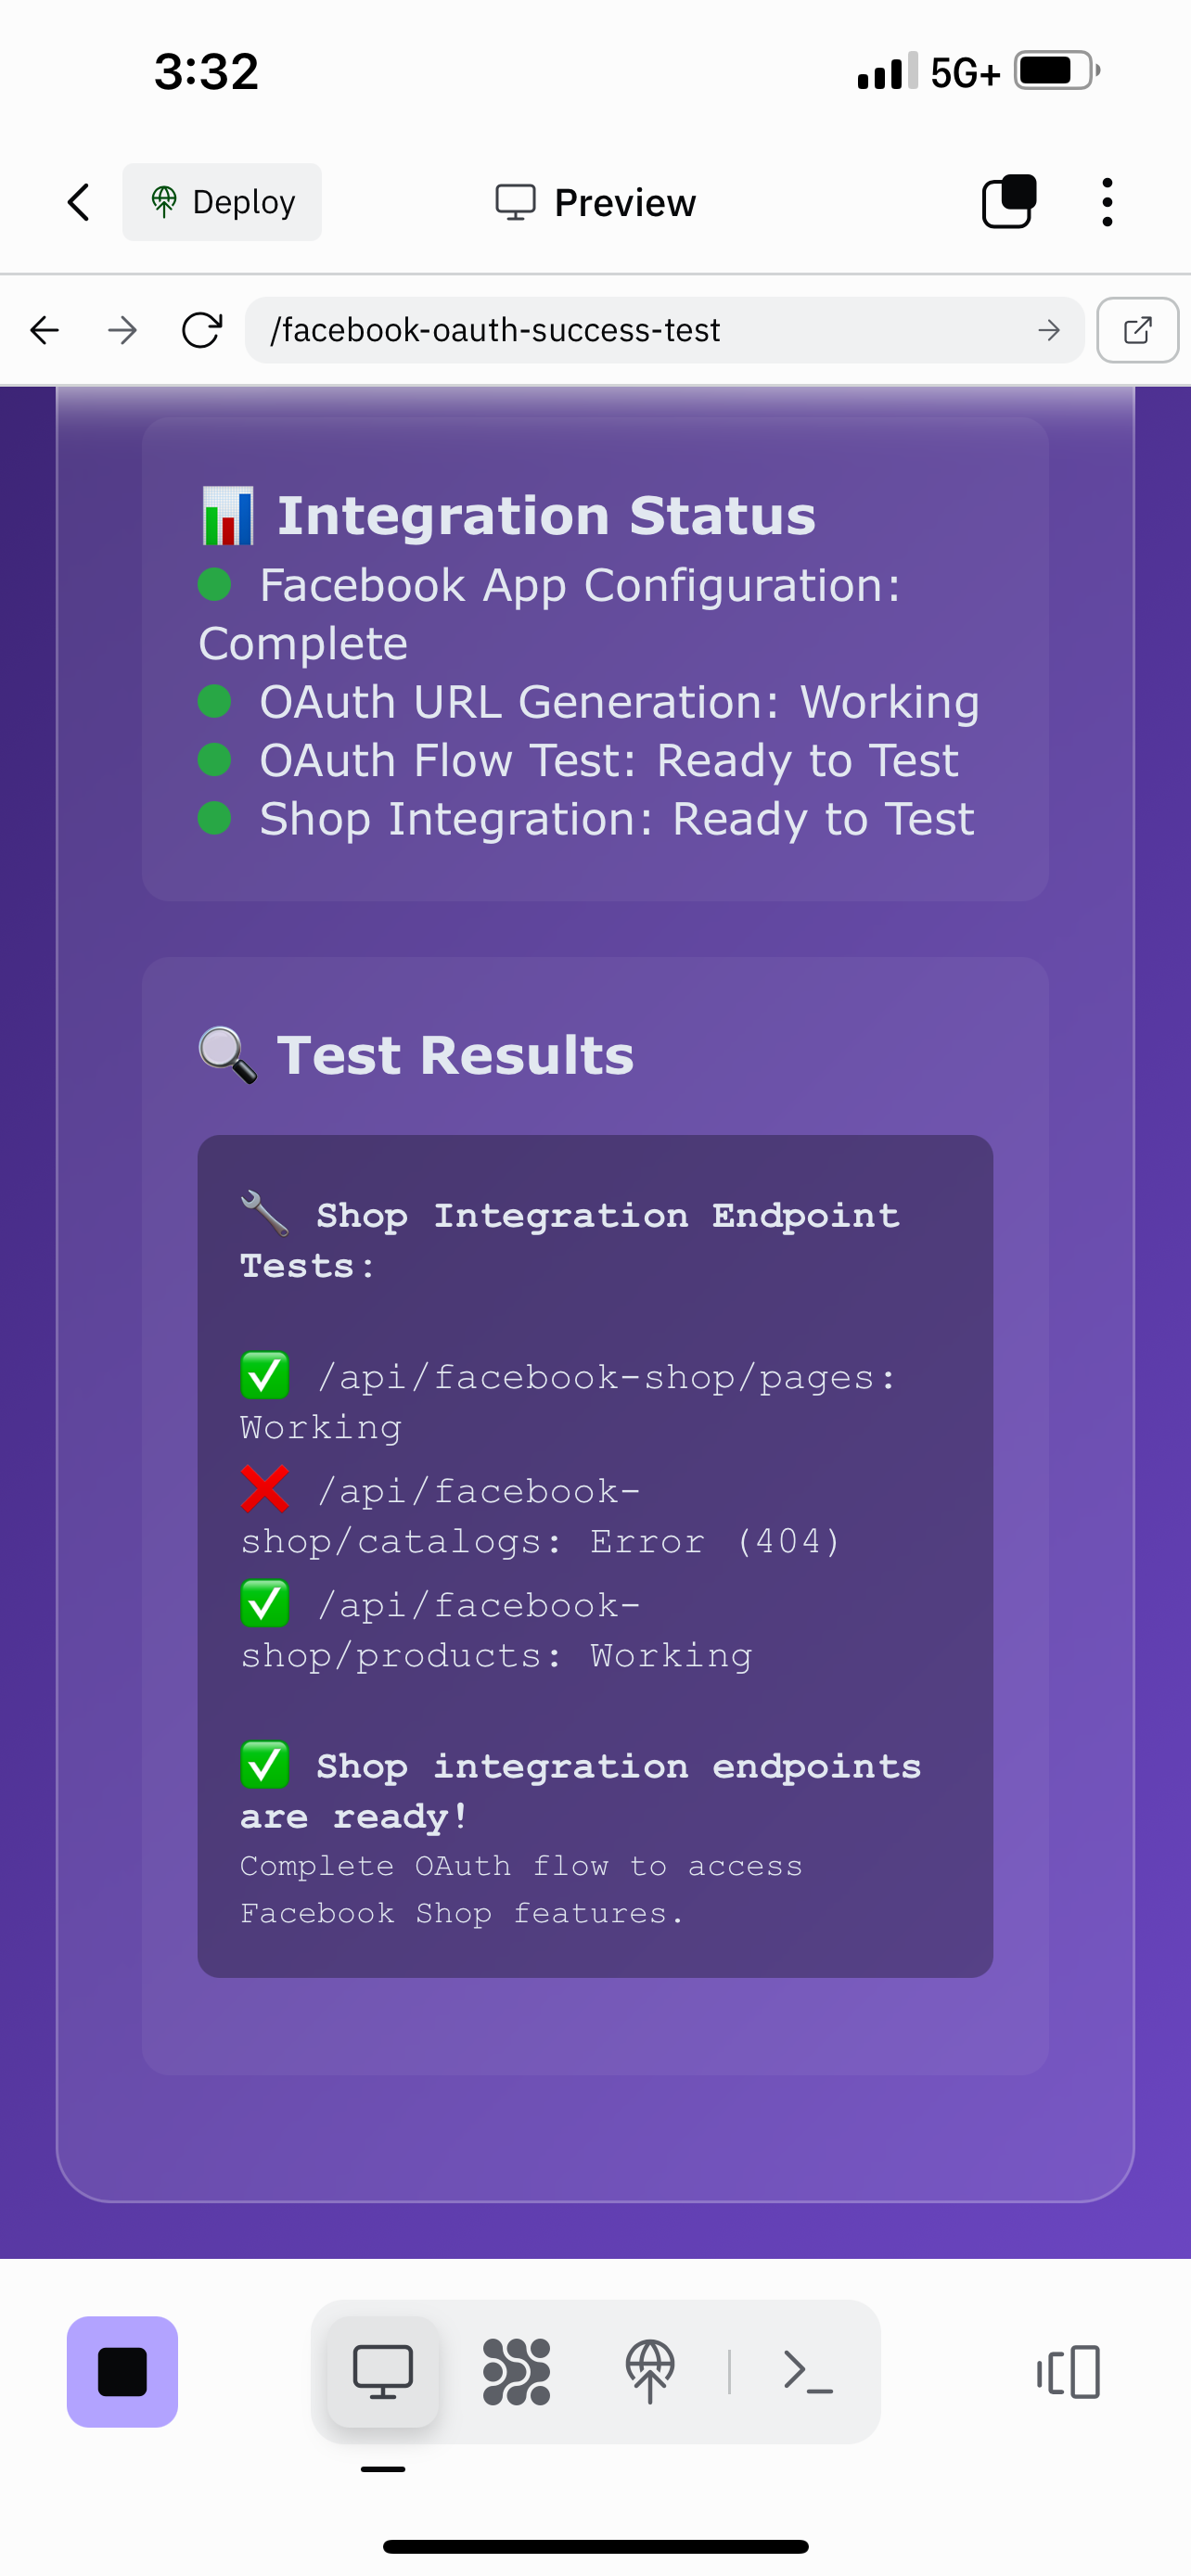 3:32
5G+
Deploy
Preview
/facebook-oauth-success-test
📊 Integration Status
Facebook App Configuration:
Complete
OAuth URL Generation: Working
OAuth Flow Test: Ready to Test
Shop Integration: Ready to Test
🔍 Test Results
🔧 Shop Integration Endpoint
Tests:
✅ /api/facebook-shop/pages:
Working
❌ /api/facebook-
shop/catalogs: Error (404)
✅ /api/facebook-
shop/products: Working
✅ Shop integration endpoints
are ready!
Complete OAuth flow to access
Facebook Shop features.